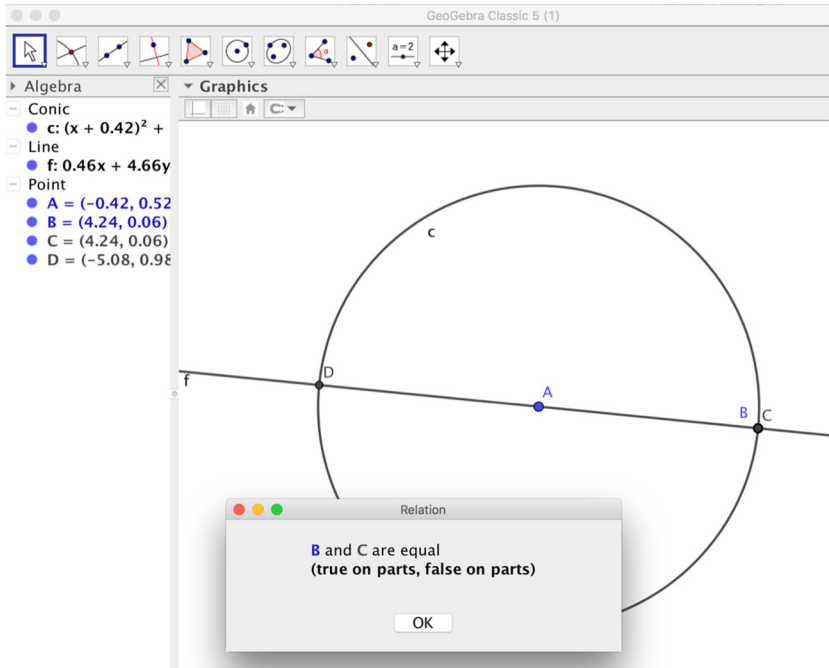 GeoGebra Classic 5 (1)
a=2
Algebra
Graphics
Conic
c: (x + 0.42)² +
Line
f: 0.46x + 4.66y
Point
A = (-0.42, 0.52
B = (4.24, 0.06)
C = (4.24, 0.06)
D = (-5.08, 0.98
c
f
D
A
B C
Relation
B and C are equal
(true on parts, false on parts)
OK